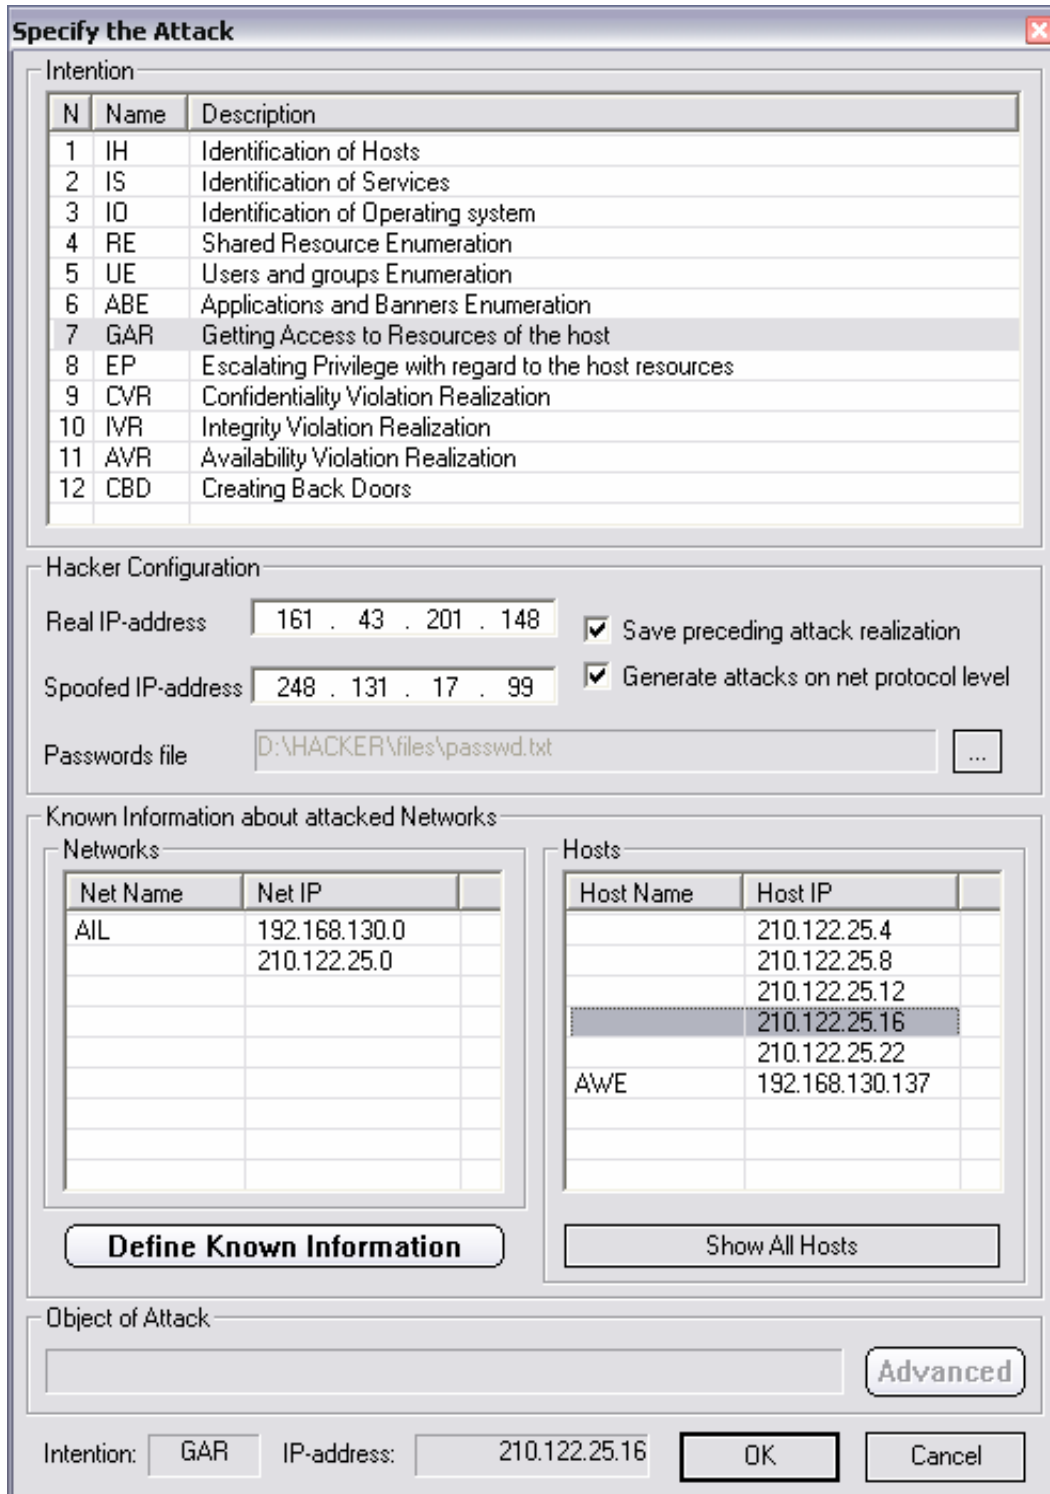 Specify the Attack
Intention
N Name Description
1 IH Identification of Hosts
2 IS Identification of Services
3 IO Identification of Operating system
4 RE Shared Resource Enumeration
5 UE Users and groups Enumeration
6 ABE Applications and Banners Enumeration
7 GAR Getting Access to Resources of the host
8 EP Escalating Privilege with regard to the host resources
9 CVR Confidentiality Violation Realization
10 IVR Integrity Violation Realization
11 AVR Availability Violation Realization
12 CBD Creating Back Doors
Hacker Configuration
Real IP-address 161 . 43 . 201 . 148
Save preceding attack realization
Spoofed IP-address 248 . 131 . 17 . 99
Generate attacks on net protocol level
Passwords file D:\HACKER\files\passwd.txt ...
Known Information about attacked Networks
Networks
Net Name Net IP
AIL 192.168.130.0
210.122.25.0
Define Known Information
Hosts
Host Name Host IP
210.122.25.4
210.122.25.8
210.122.25.12
210.122.25.16
210.122.25.22
AWE 192.168.130.137
Show All Hosts
Object of Attack
Advanced
Intention: GAR IP-address: 210.122.25.16 OK Cancel